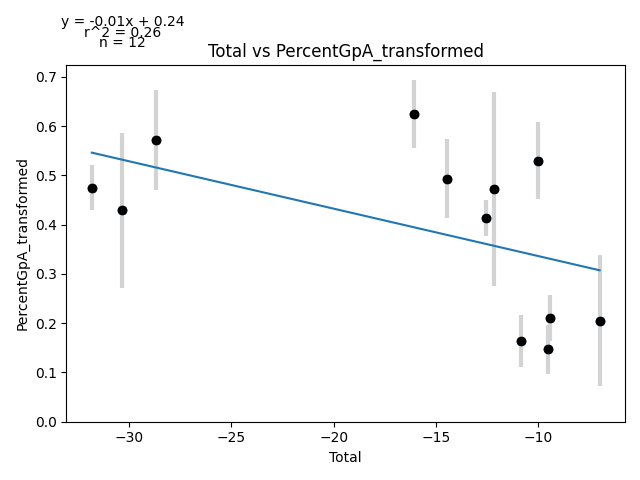 y = -0.01x + 0.24
r^2 = 0.26
n = 12
Total vs PercentGpA_transformed
0.7
0.6
0.5
0.4
0.3
0.2
0.1
0.0
PercentGpA_transformed
−30
−25
−20
−15
−10
Total